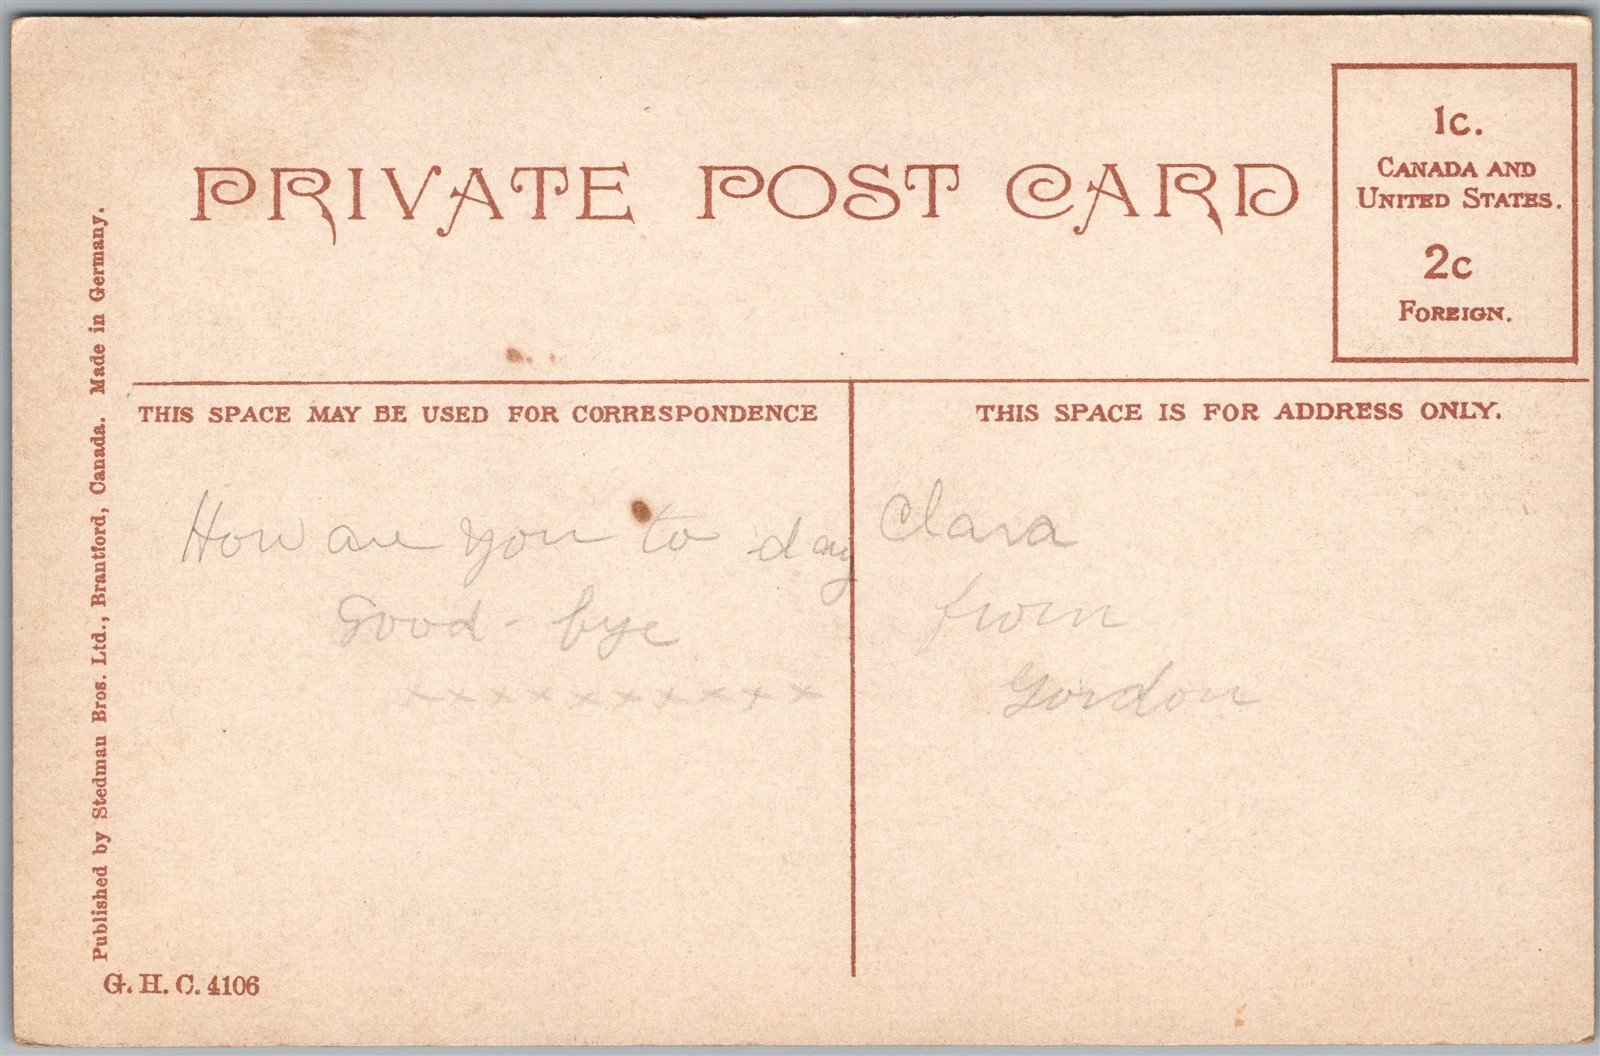 PRIVATE POST CARD
1c.
CANADA AND
UNITED STATES.
2c
FOREIGN.
THIS SPACE MAY BE USED FOR CORRESPONDENCE
THIS SPACE IS FOR ADDRESS ONLY.
How are you to day
Good-bye
x x x x x x x x x x x
Clara
from
Gordon
Published by Stedman Bros. Ltd., Brantford, Canada. Made in Germany.
G. H. C. 4106